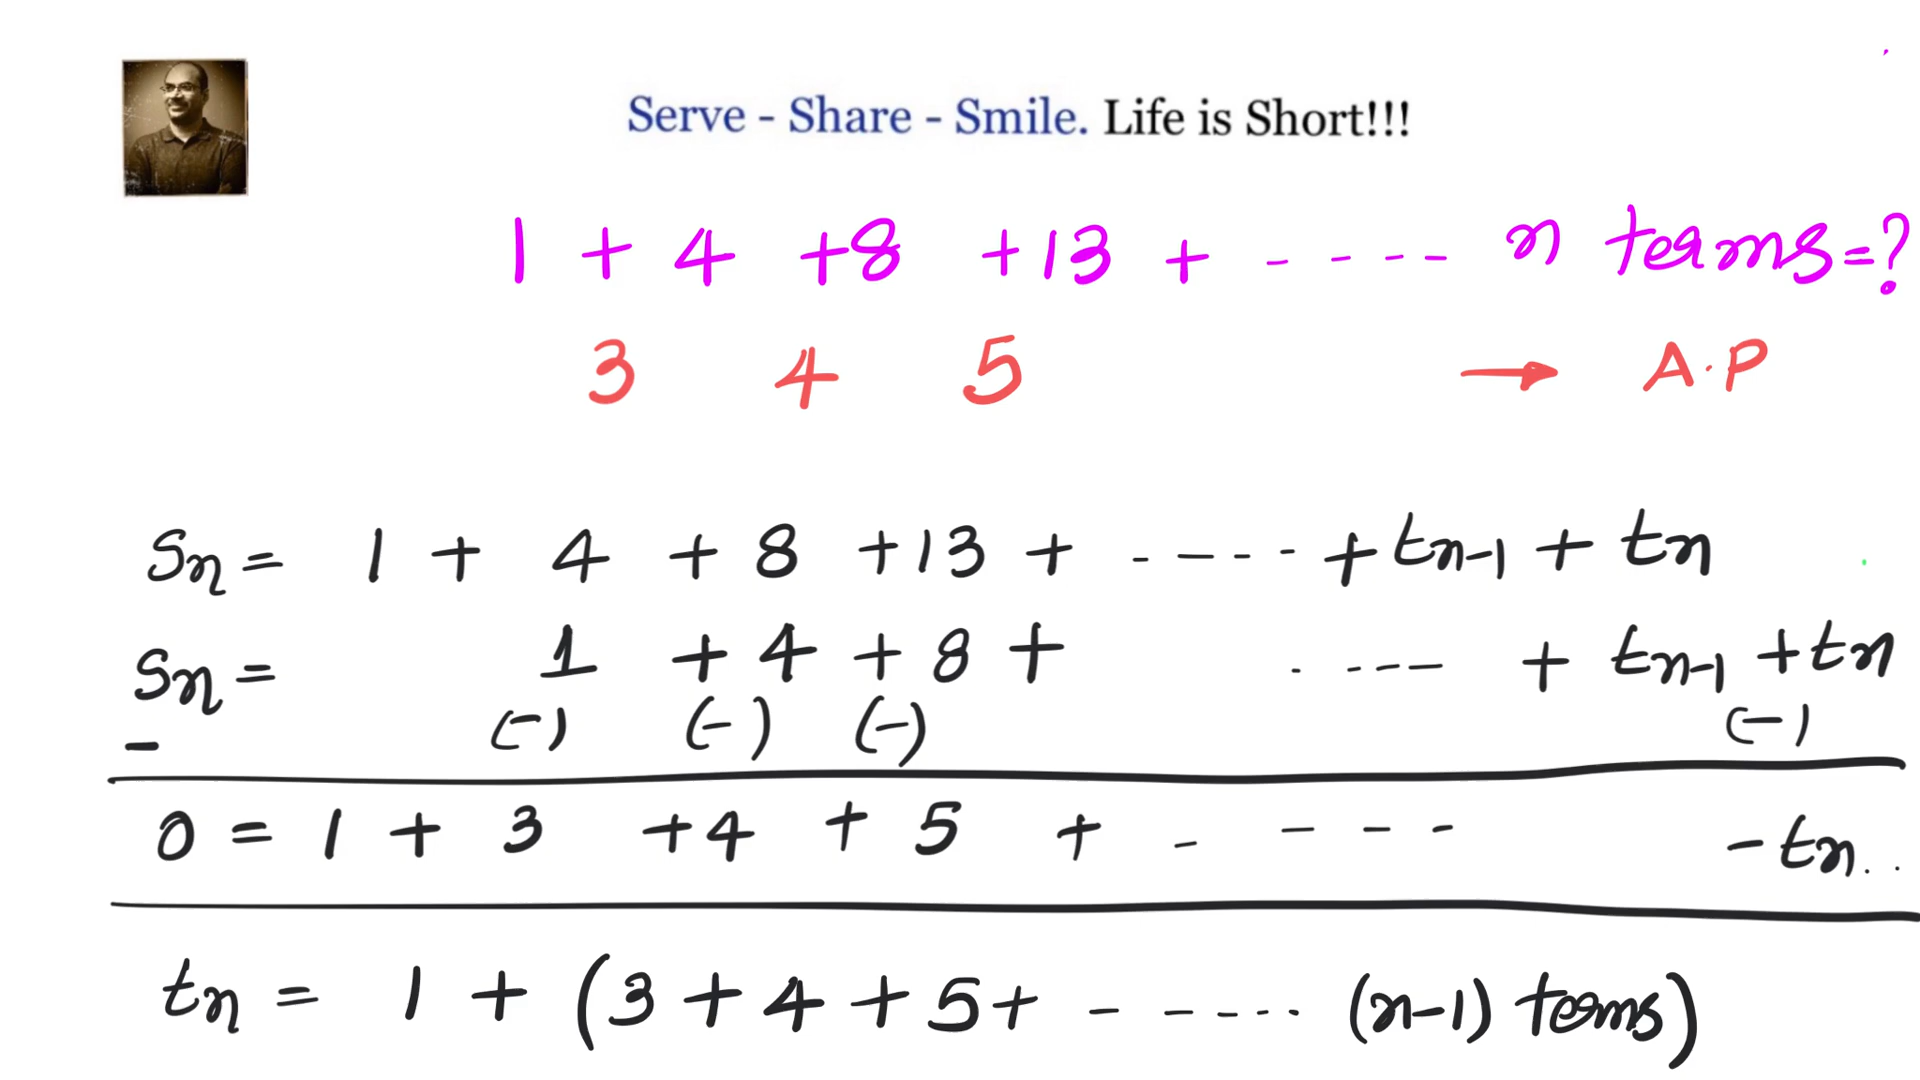 Serve - Share - Smile. Life is Short!!!
1 + 4 + 8 + 13 + - - - - n terms = ?
3 4 5 → A.P
Sn = 1 + 4 + 8 + 13 + - - - - + tn-1 + tn
Sn = 1 + 4 + 8 + - - - - + tn-1 + tn
- (-) (-) (-) (-)
0 = 1 + 3 + 4 + 5 + - - - - - tn
tn = 1 + (3 + 4 + 5 + - - - - - (n-1) terms)